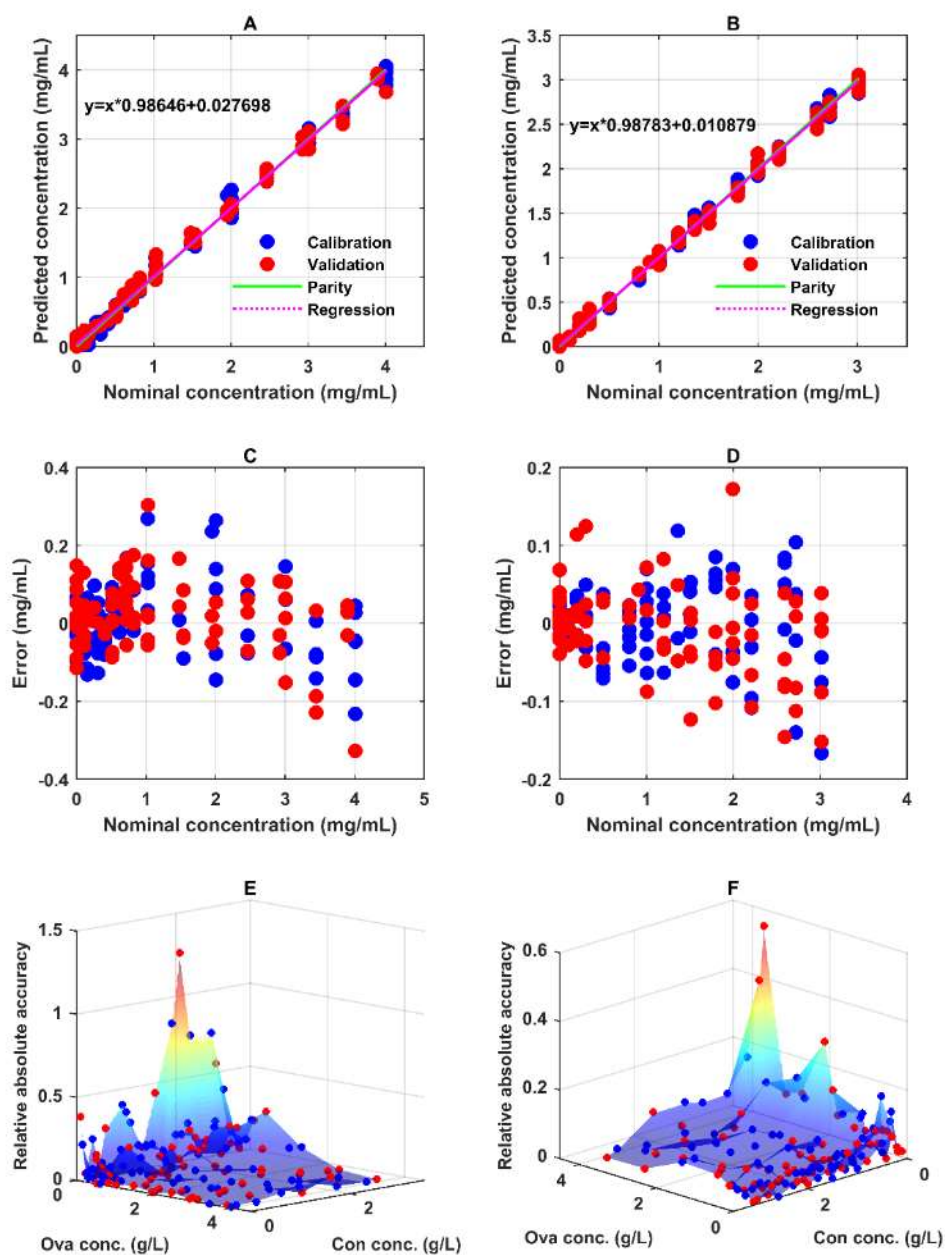 A
Predicted concentration (mg/mL)
4
3
2
1
0
y=x*0.98646+0.027698
Calibration
Validation
Parity
Regression
0 1 2 3 4
Nominal concentration (mg/mL)
B
Predicted concentration (mg/mL)
3.5
3
2.5
2
1.5
1
0.5
0
y=x*0.98783+0.010879
Calibration
Validation
Parity
Regression
0 1 2 3
Nominal concentration (mg/mL)
C
Error (mg/mL)
0.4
0.2
0
-0.2
-0.4
0 1 2 3 4 5
Nominal concentration (mg/mL)
D
Error (mg/mL)
0.2
0.1
0
-0.1
-0.2
0 1 2 3 4
Nominal concentration (mg/mL)
E
Relative absolute accuracy
1.5
1
0.5
0
0 2 4
Ova conc. (g/L)
0 2
Con conc. (g/L)
F
Relative absolute accuracy
0.6
0.4
0.2
0
4 2 0
Ova conc. (g/L)
2 0
Con conc. (g/L)